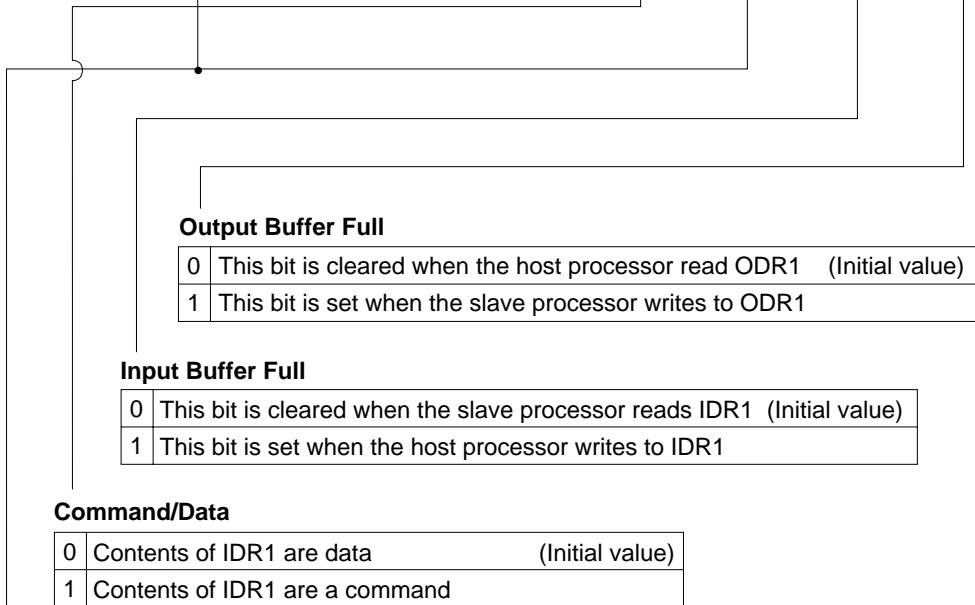 Output Buffer Full
0 This bit is cleared when the host processor read ODR1 (Initial value)
1 This bit is set when the slave processor writes to ODR1
Input Buffer Full
0 This bit is cleared when the slave processor reads IDR1 (Initial value)
1 This bit is set when the host processor writes to IDR1
Command/Data
0 Contents of IDR1 are data (Initial value)
1 Contents of IDR1 are a command